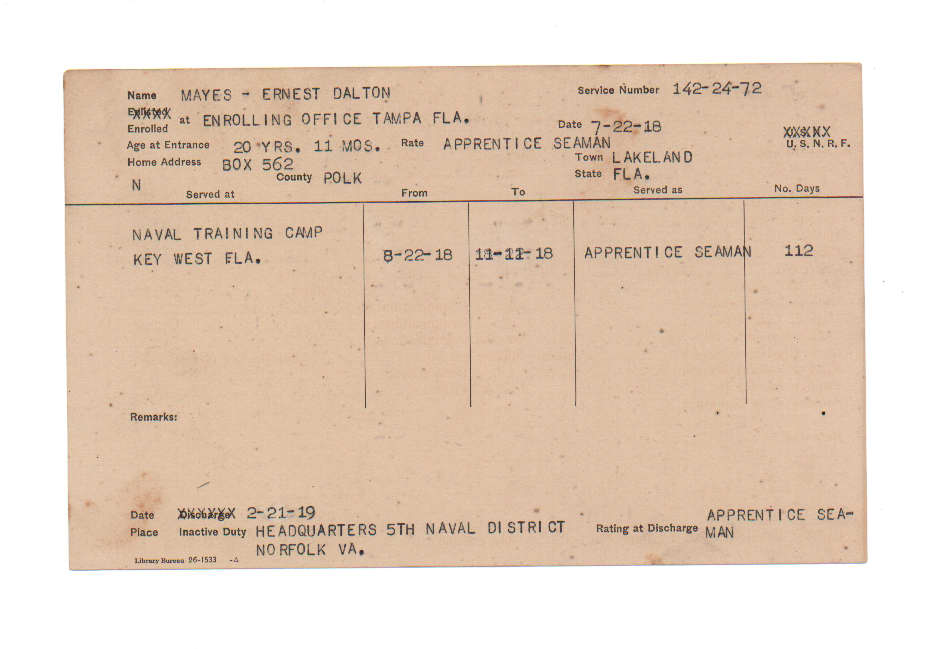 Name MAYES - ERNEST DALTON Service Number 142-24-72
Enlisted
Enrolled at ENROLLING OFFICE TAMPA FLA. Date 7-22-18
Age at Entrance 20 YRS. 11 MOS. Rate APPRENTICE SEAMAN U. S. N. R. F.
Home Address BOX 562 Town LAKELAND
N County POLK State FLA.
Served at From To Served as No. Days
NAVAL TRAINING CAMP
KEY WEST FLA. 8-22-18 11-11-18 APPRENTICE SEAMAN 112
Remarks:
Date Discharge 2-21-19
Place Inactive Duty HEADQUARTERS 5TH NAVAL DISTRICT Rating at Discharge APPRENTICE SEA-
NORFOLK VA. MAN
Library Bureau 26-1533 -A